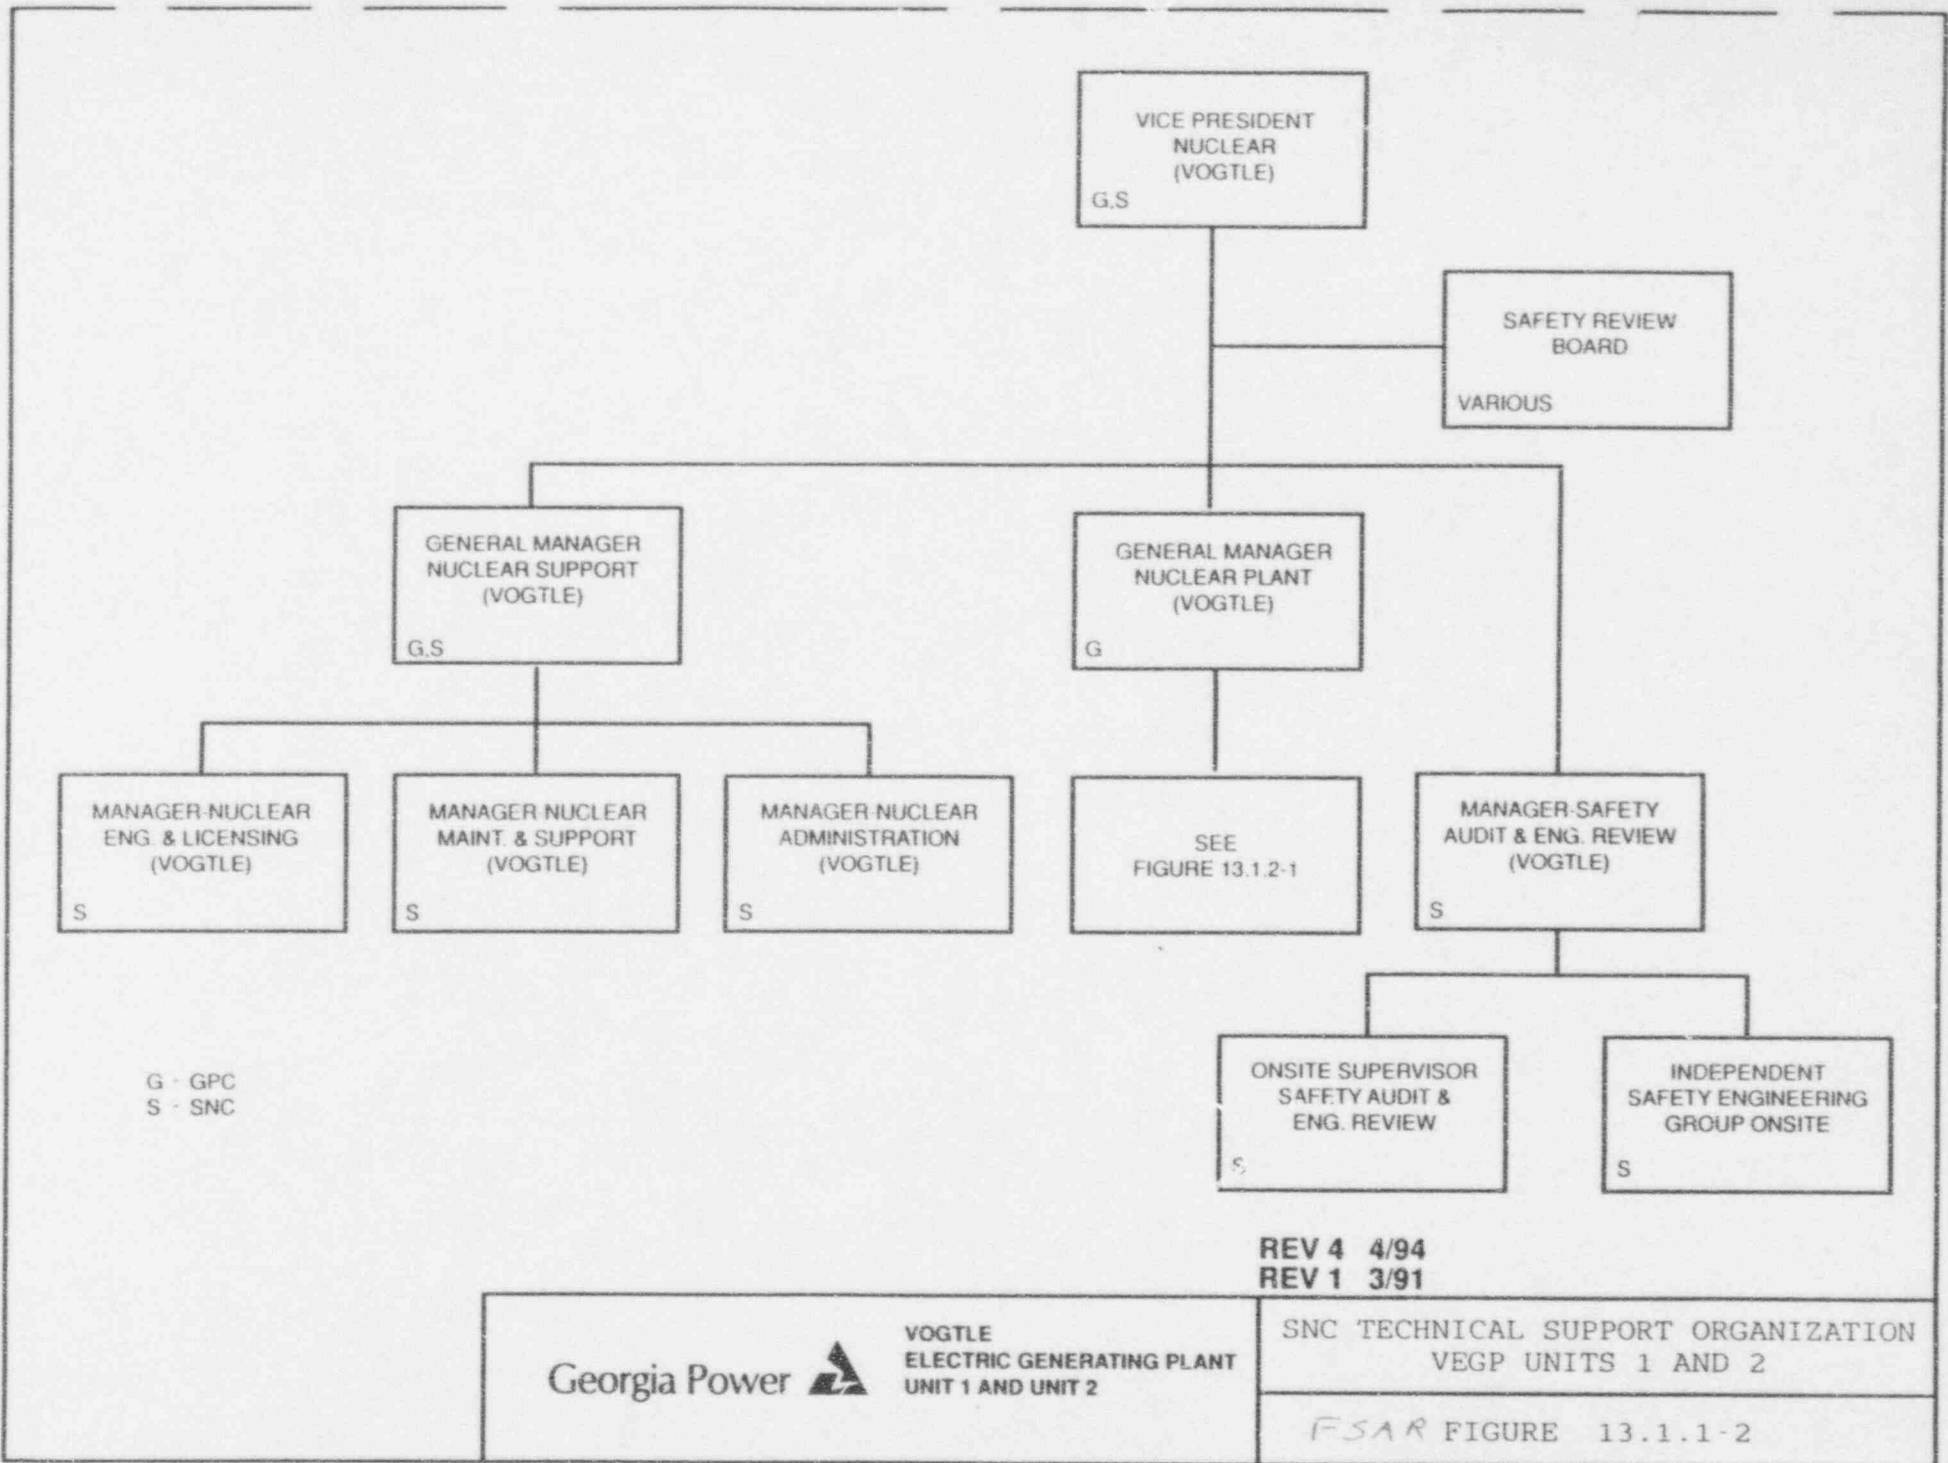 VICE PRESIDENT
NUCLEAR
(VOGTLE)
G,S
SAFETY REVIEW
BOARD
VARIOUS
GENERAL MANAGER
NUCLEAR SUPPORT
(VOGTLE)
G,S
GENERAL MANAGER
NUCLEAR PLANT
(VOGTLE)
G
MANAGER-NUCLEAR
ENG. & LICENSING
(VOGTLE)
S
MANAGER-NUCLEAR
MAINT. & SUPPORT
(VOGTLE)
S
MANAGER-NUCLEAR
ADMINISTRATION
(VOGTLE)
S
SEE
FIGURE 13.1.2-1
MANAGER-SAFETY
AUDIT & ENG. REVIEW
(VOGTLE)
S
ONSITE SUPERVISOR
SAFETY AUDIT &
ENG. REVIEW
S
INDEPENDENT
SAFETY ENGINEERING
GROUP ONSITE
S
G - GPC
S - SNC
REV 4 4/94
REV 1 3/91
Georgia Power
VOGTLE
ELECTRIC GENERATING PLANT
UNIT 1 AND UNIT 2
SNC TECHNICAL SUPPORT ORGANIZATION
VEGP UNITS 1 AND 2
FSAR FIGURE 13.1.1-2